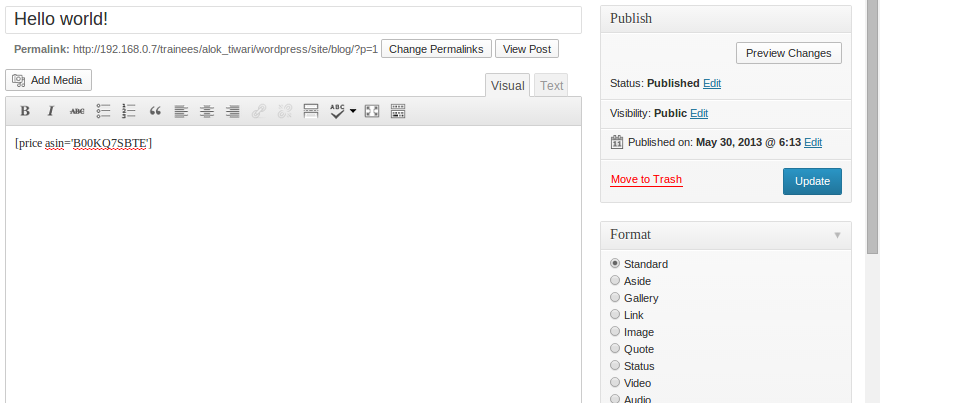 Hello world!
Permalink: http://192.168.0.7/trainees/alok_tiwari/wordpress/site/blog/?p=1 Change Permalinks View Post
Add Media
Visual Text
B I ABC ABC
[price asin='B00KQ7SBTE']
Publish
Preview Changes
Status: Published Edit
Visibility: Public Edit
11 Published on: May 30, 2013 @ 6:13 Edit
Move to Trash Update
Format
Standard
Aside
Gallery
Link
Image
Quote
Status
Video
Audio